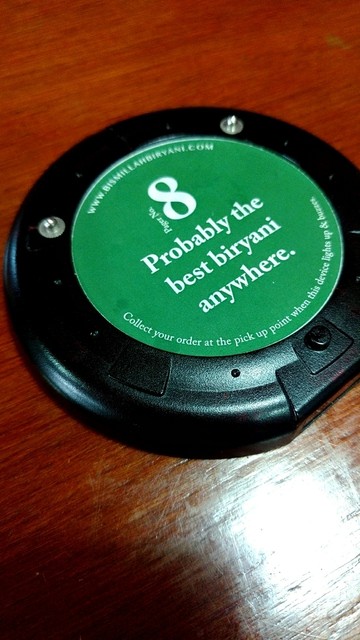 WWW.BISMILLAHBIRYANI.COM
8
Pager No.
Probably the
best biryani
anywhere.
Collect your order at the pick up point when this device lights up & buzzes.